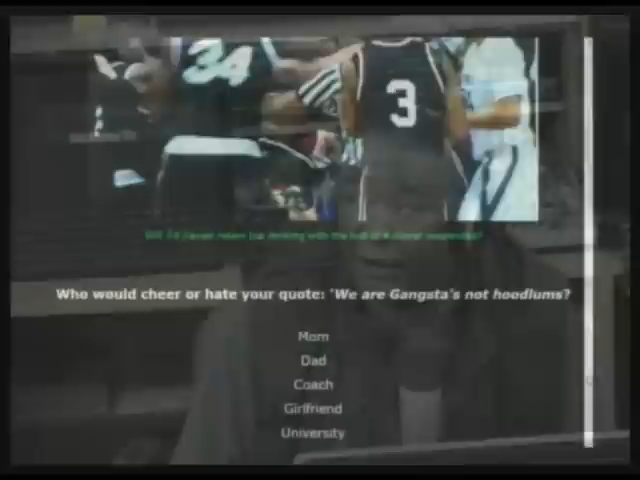 34
3
Who would cheer or hate your quote: 'We are Gangsta's not hoodlums?
Mom
Dad
Coach
Girlfriend
University